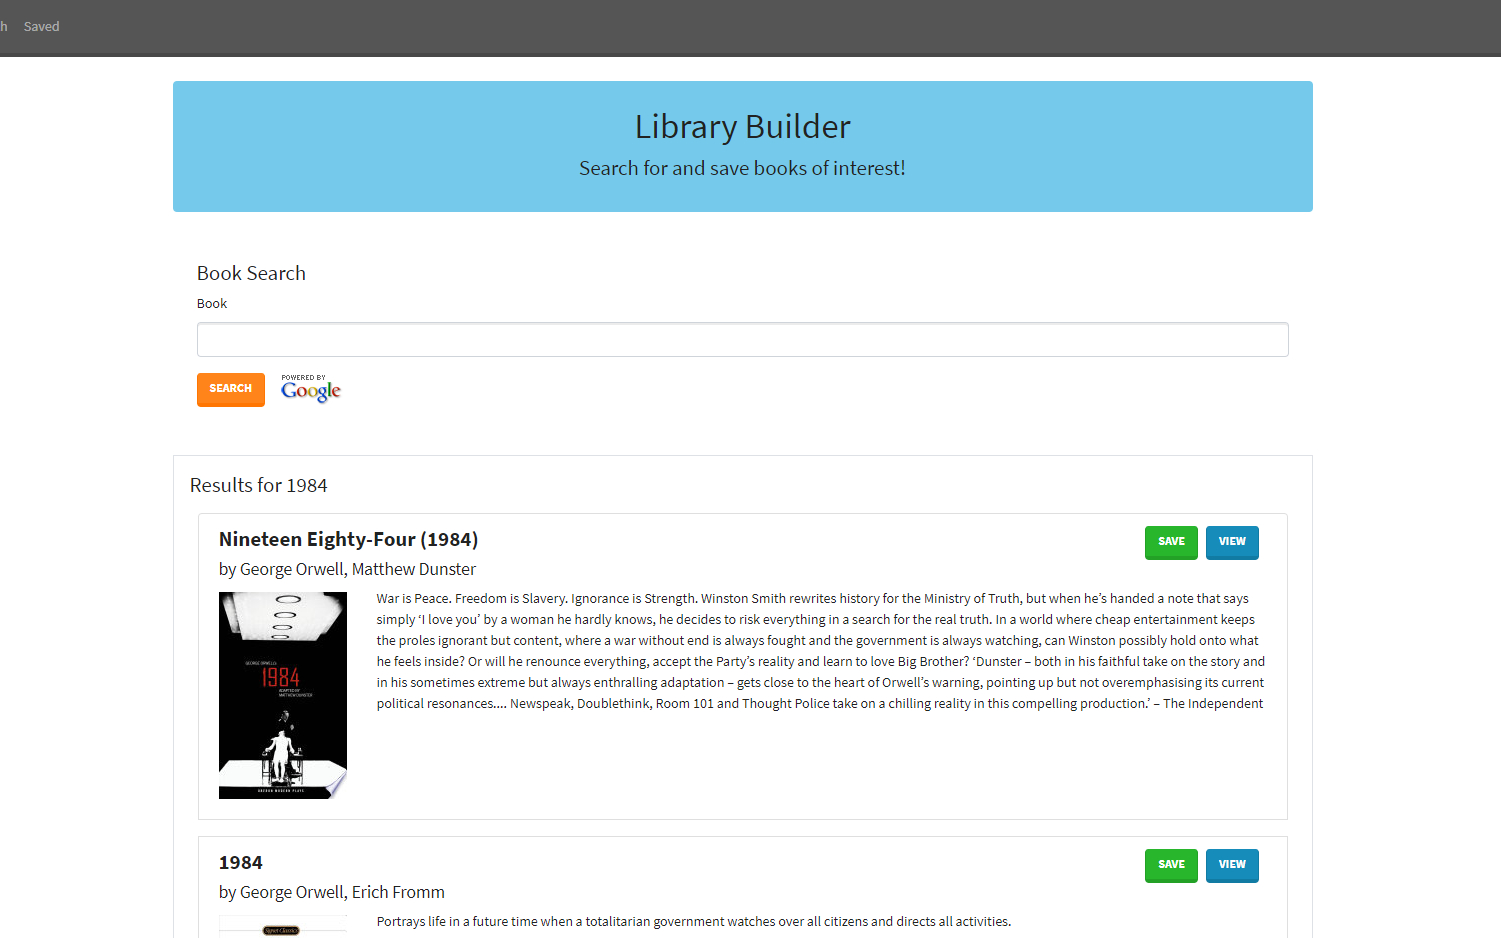 h Saved
Library Builder
Search for and save books of interest!
Book Search
Book
SEARCH
POWERED BY
Google
Results for 1984
Nineteen Eighty-Four (1984)
SAVE VIEW
by George Orwell, Matthew Dunster
War is Peace. Freedom is Slavery. Ignorance is Strength. Winston Smith rewrites history for the Ministry of Truth, but when he’s handed a note that says
simply ‘I love you’ by a woman he hardly knows, he decides to risk everything in a search for the real truth. In a world where cheap entertainment keeps
the proles ignorant but content, where a war without end is always fought and the government is always watching, can Winston possibly hold onto what
he feels inside? Or will he renounce everything, accept the Party’s reality and learn to love Big Brother? ‘Dunster – both in his faithful take on the story and
in his sometimes extreme but always enthralling adaptation – gets close to the heart of Orwell’s warning, pointing up but not overemphasising its current
political resonances.... Newspeak, Doublethink, Room 101 and Thought Police take on a chilling reality in this compelling production.’ – The Independent
GEORGE ORWELL'S
1984
ADAPTED BY
MATTHEW DUNSTER
OBERON MODERN PLAYS
1984
SAVE VIEW
by George Orwell, Erich Fromm
Portrays life in a future time when a totalitarian government watches over all citizens and directs all activities.
Signet Classics